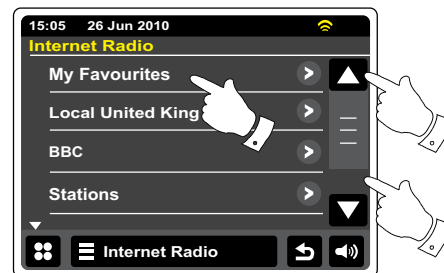 15:05 26 Jun 2010
Internet Radio
My Favourites
Local United King
BBC
Stations
Internet Radio